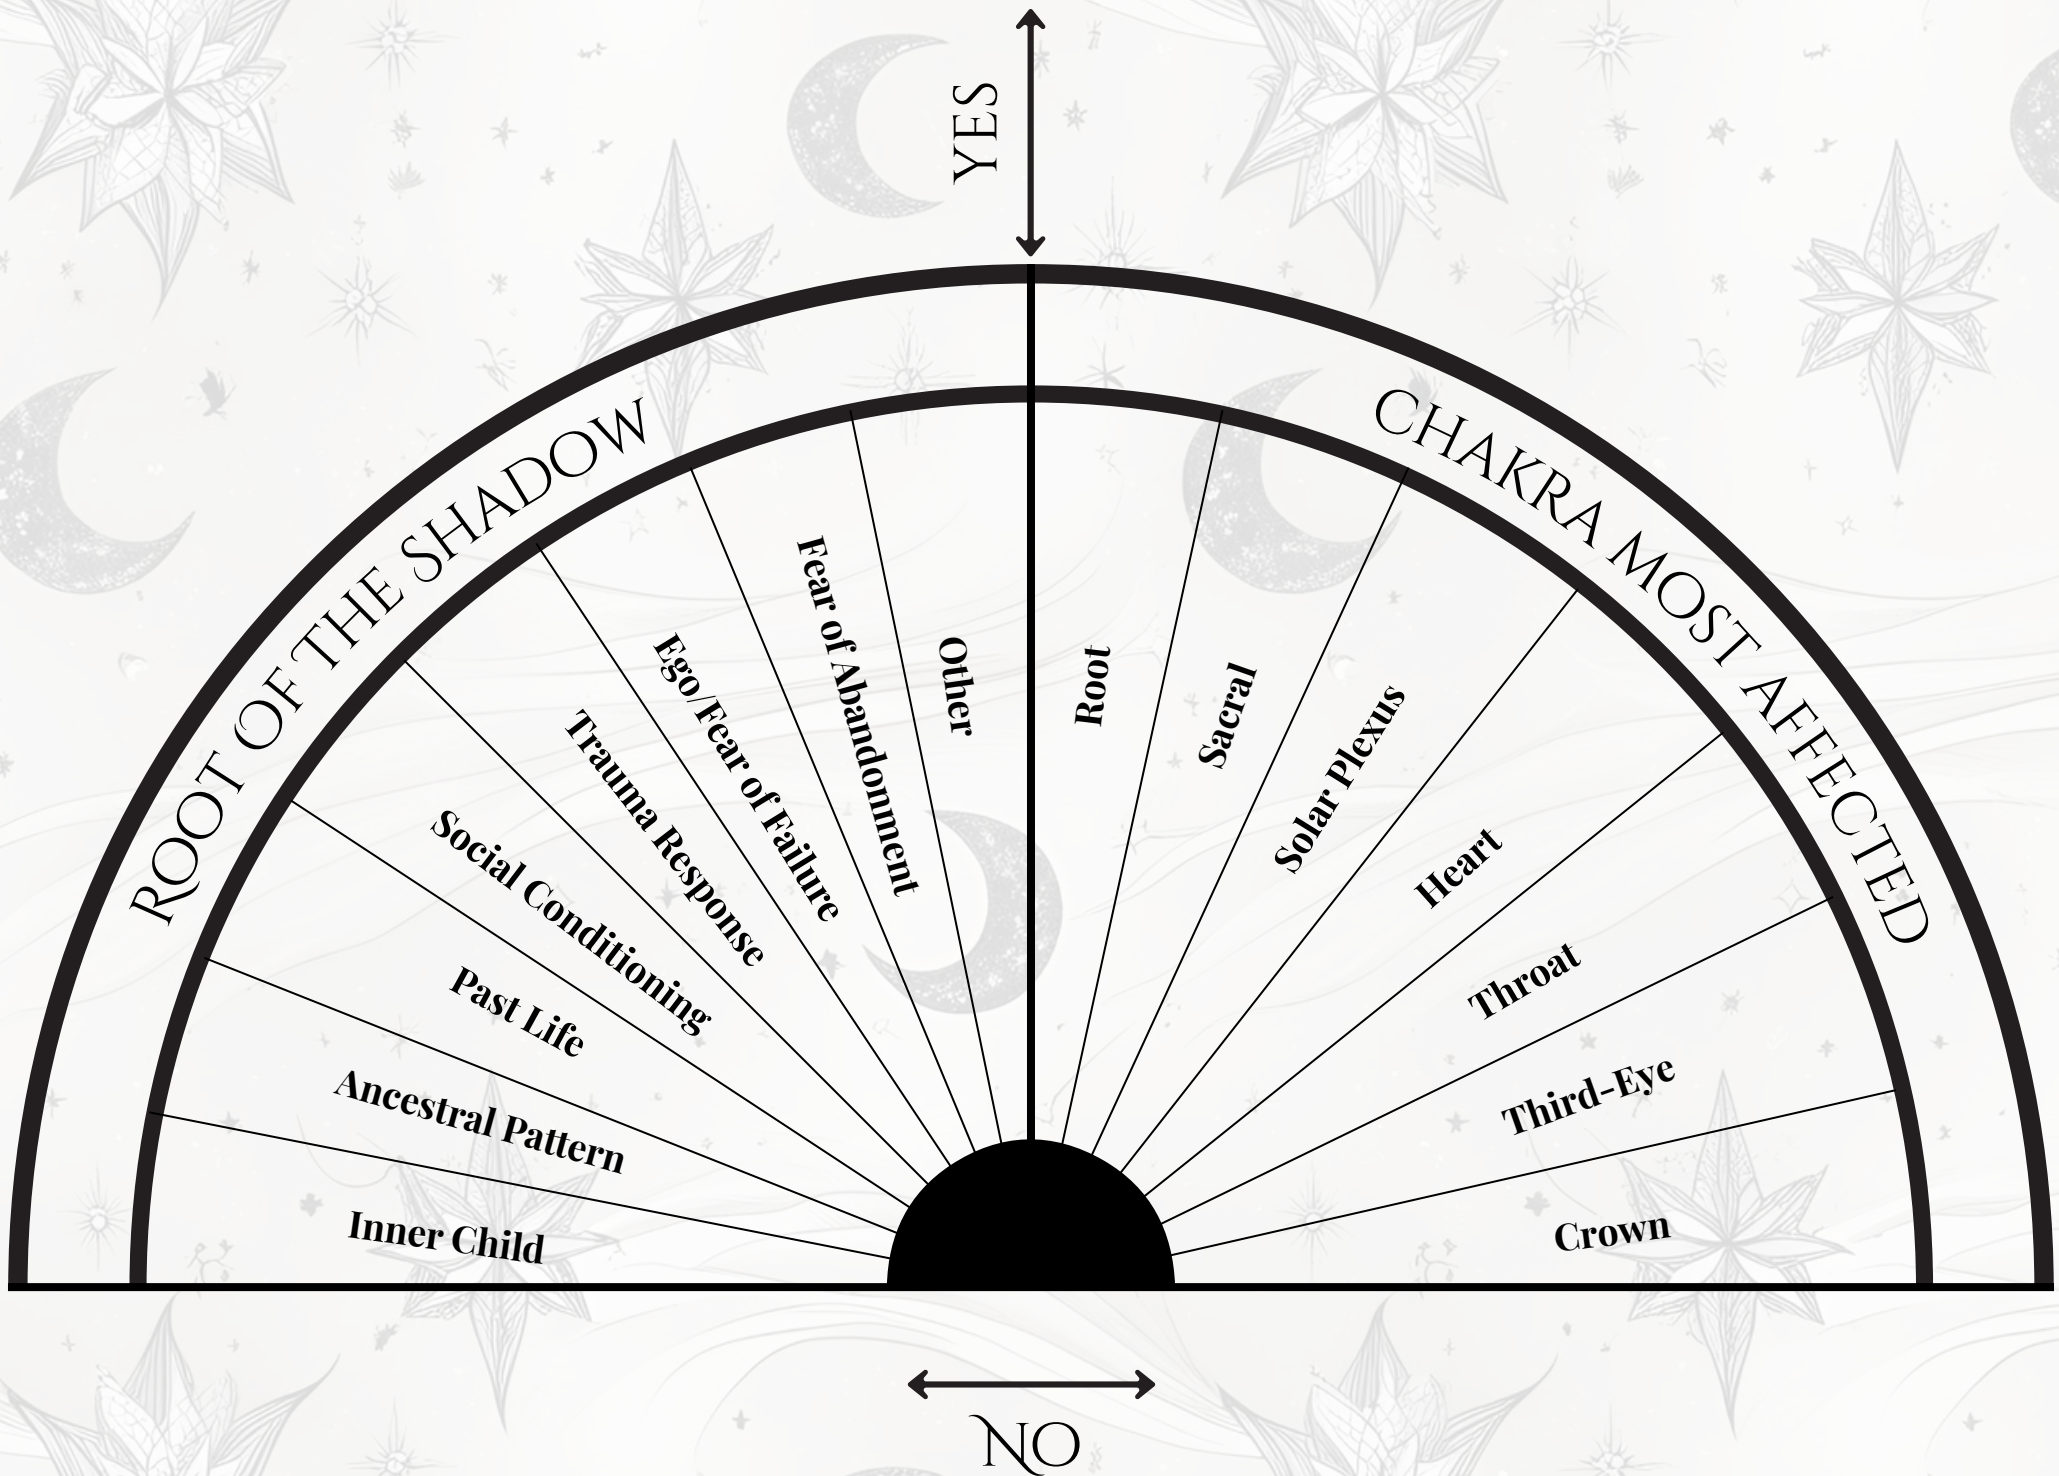 YES
ROOT OF THE SHADOW
CHAKRA MOST AFFECTED
Inner Child
Ancestral Pattern
Past Life
Social Conditioning
Trauma Response
Ego/Fear of Failure
Fear of Abandonment
Other
Root
Sacral
Solar Plexus
Heart
Throat
Third-Eye
Crown
NO